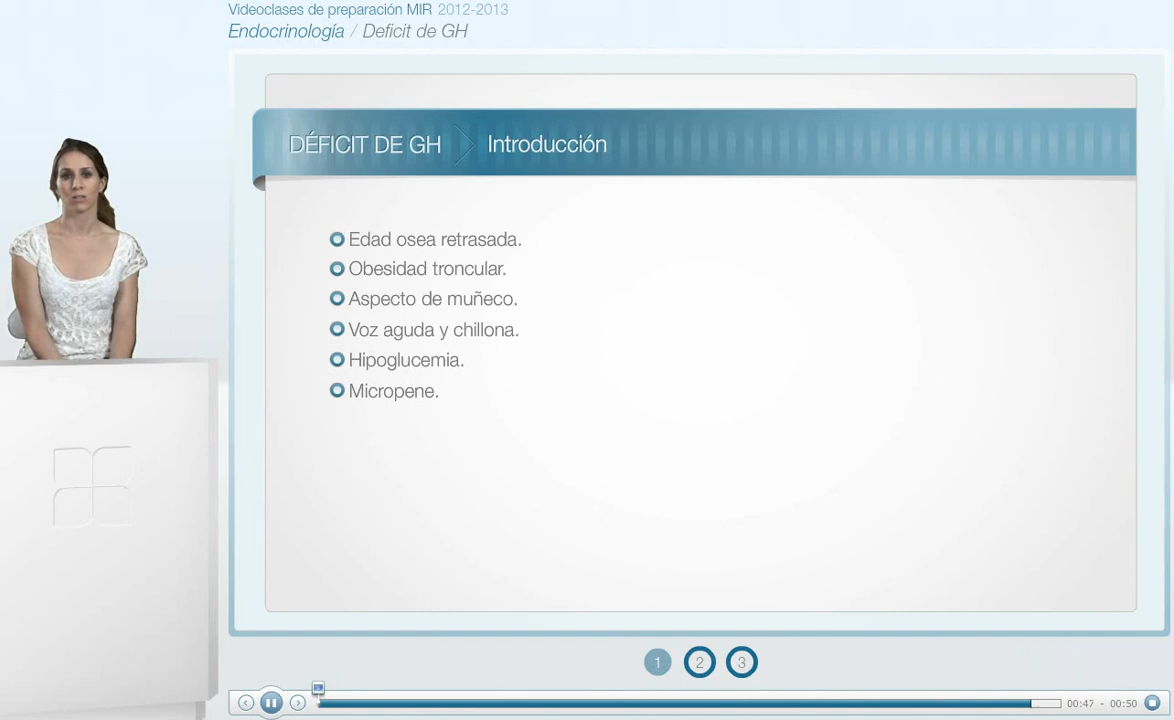 Videoclases de preparación MIR 2012-2013
Endocrinología / Deficit de GH
DÉFICIT DE GH Introducción
Edad osea retrasada.
Obesidad troncular.
Aspecto de muñeco.
Voz aguda y chillona.
Hipoglucemia.
Micropene.
1 2 3
00:47 - 00:50